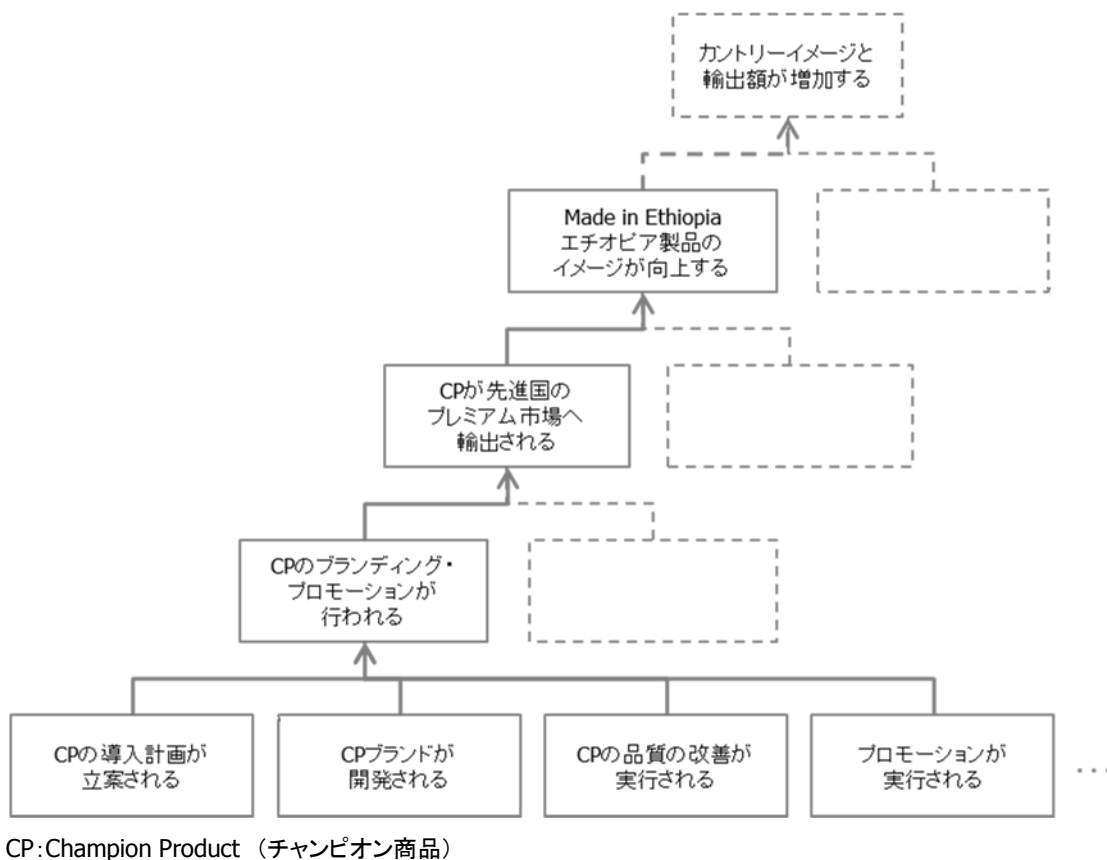 カントリーイメージと
輸出額が増加する
Made in Ethiopia
エチオピア製品の
イメージが向上する
CPが先進国の
プレミアム市場へ
輸出される
CPのブランディング・
プロモーションが
行われる
CPの導入計画が
立案される
CPブランドが
開発される
CPの品質の改善が
実行される
プロモーションが
実行される
...
CP:Champion Product (チャンピオン商品)